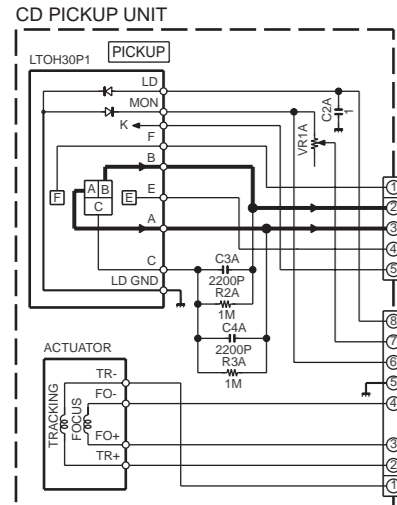 CD PICKUP UNIT
PICKUP
LTOH30P1
LD
MON
K
F
B
E
A
C
LD GND
A B
C
F
E
C2A
1
VR1A
C3A
2200P
R2A
1M
C4A
2200P
R3A
1M
1
2
3
4
5
8
7
6
5
4
3
2
1
ACTUATOR
TR-
FO-
FO+
TR+
TRACKING
FOCUS